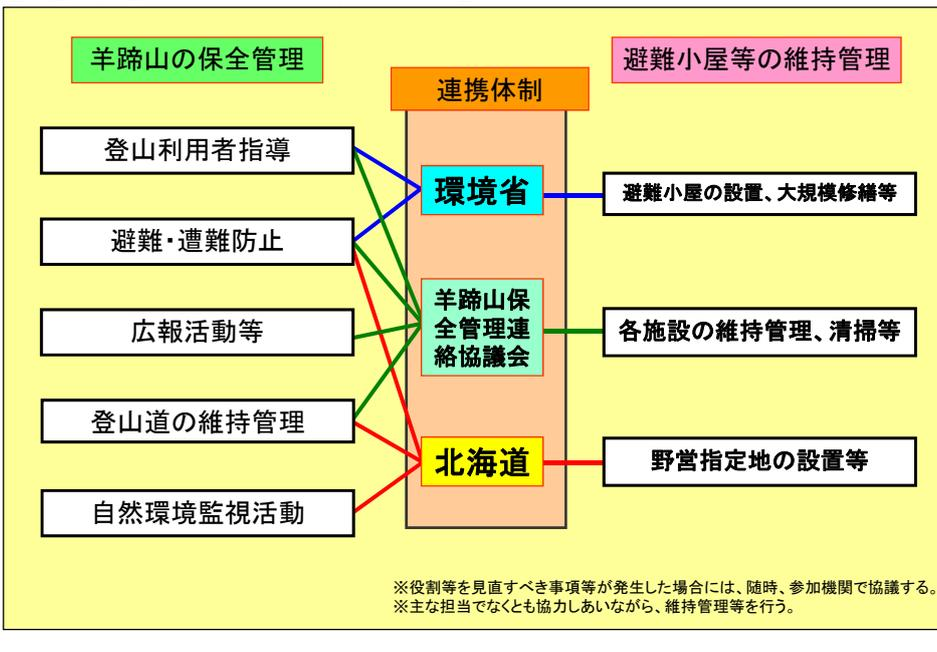 羊蹄山の保全管理
連携体制
避難小屋等の維持管理
登山利用者指導
避難・遭難防止
広報活動等
登山道の維持管理
自然環境監視活動
環境省
羊蹄山保
全管理連
絡協議会
北海道
避難小屋の設置、大規模修繕等
各施設の維持管理、清掃等
野営指定地の設置等
※役割等を見直すべき事項等が発生した場合には、随時、参加機関で協議する。
※主な担当でなくとも協力しあいながら、維持管理等を行う。